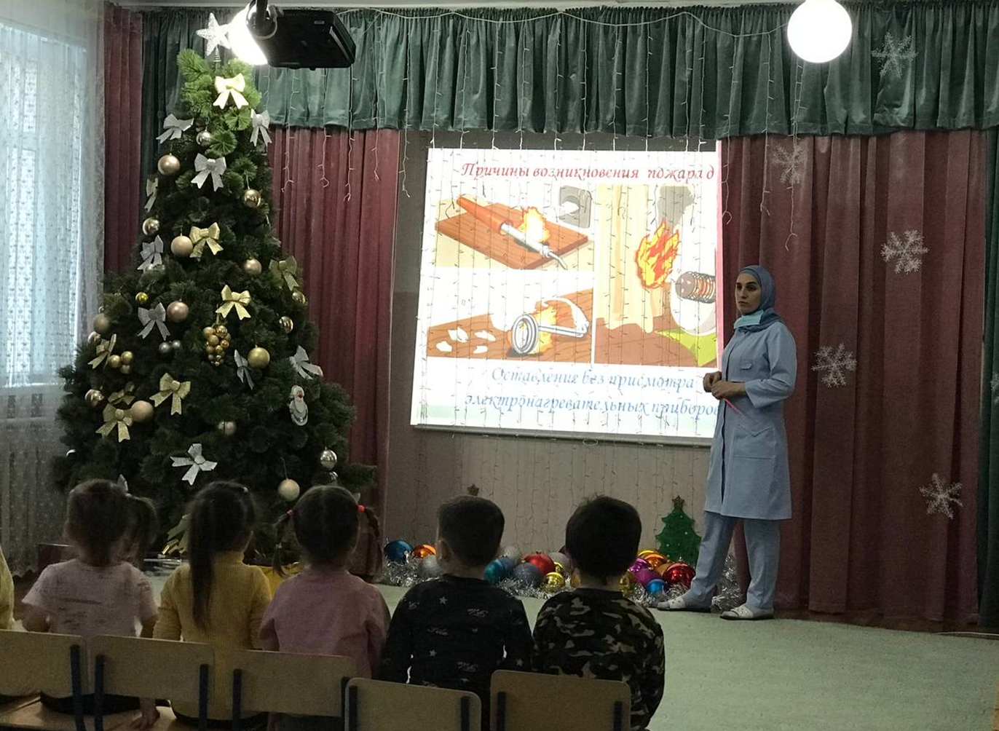 Причины возникновения пожара д
Оставление без присмотра
электронагревательных приборов